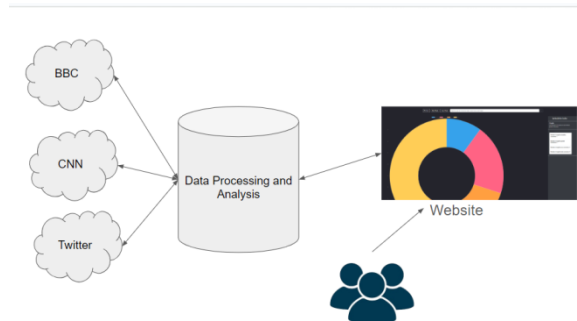 BBC
CNN
Data Processing and
Analysis
Twitter
Website